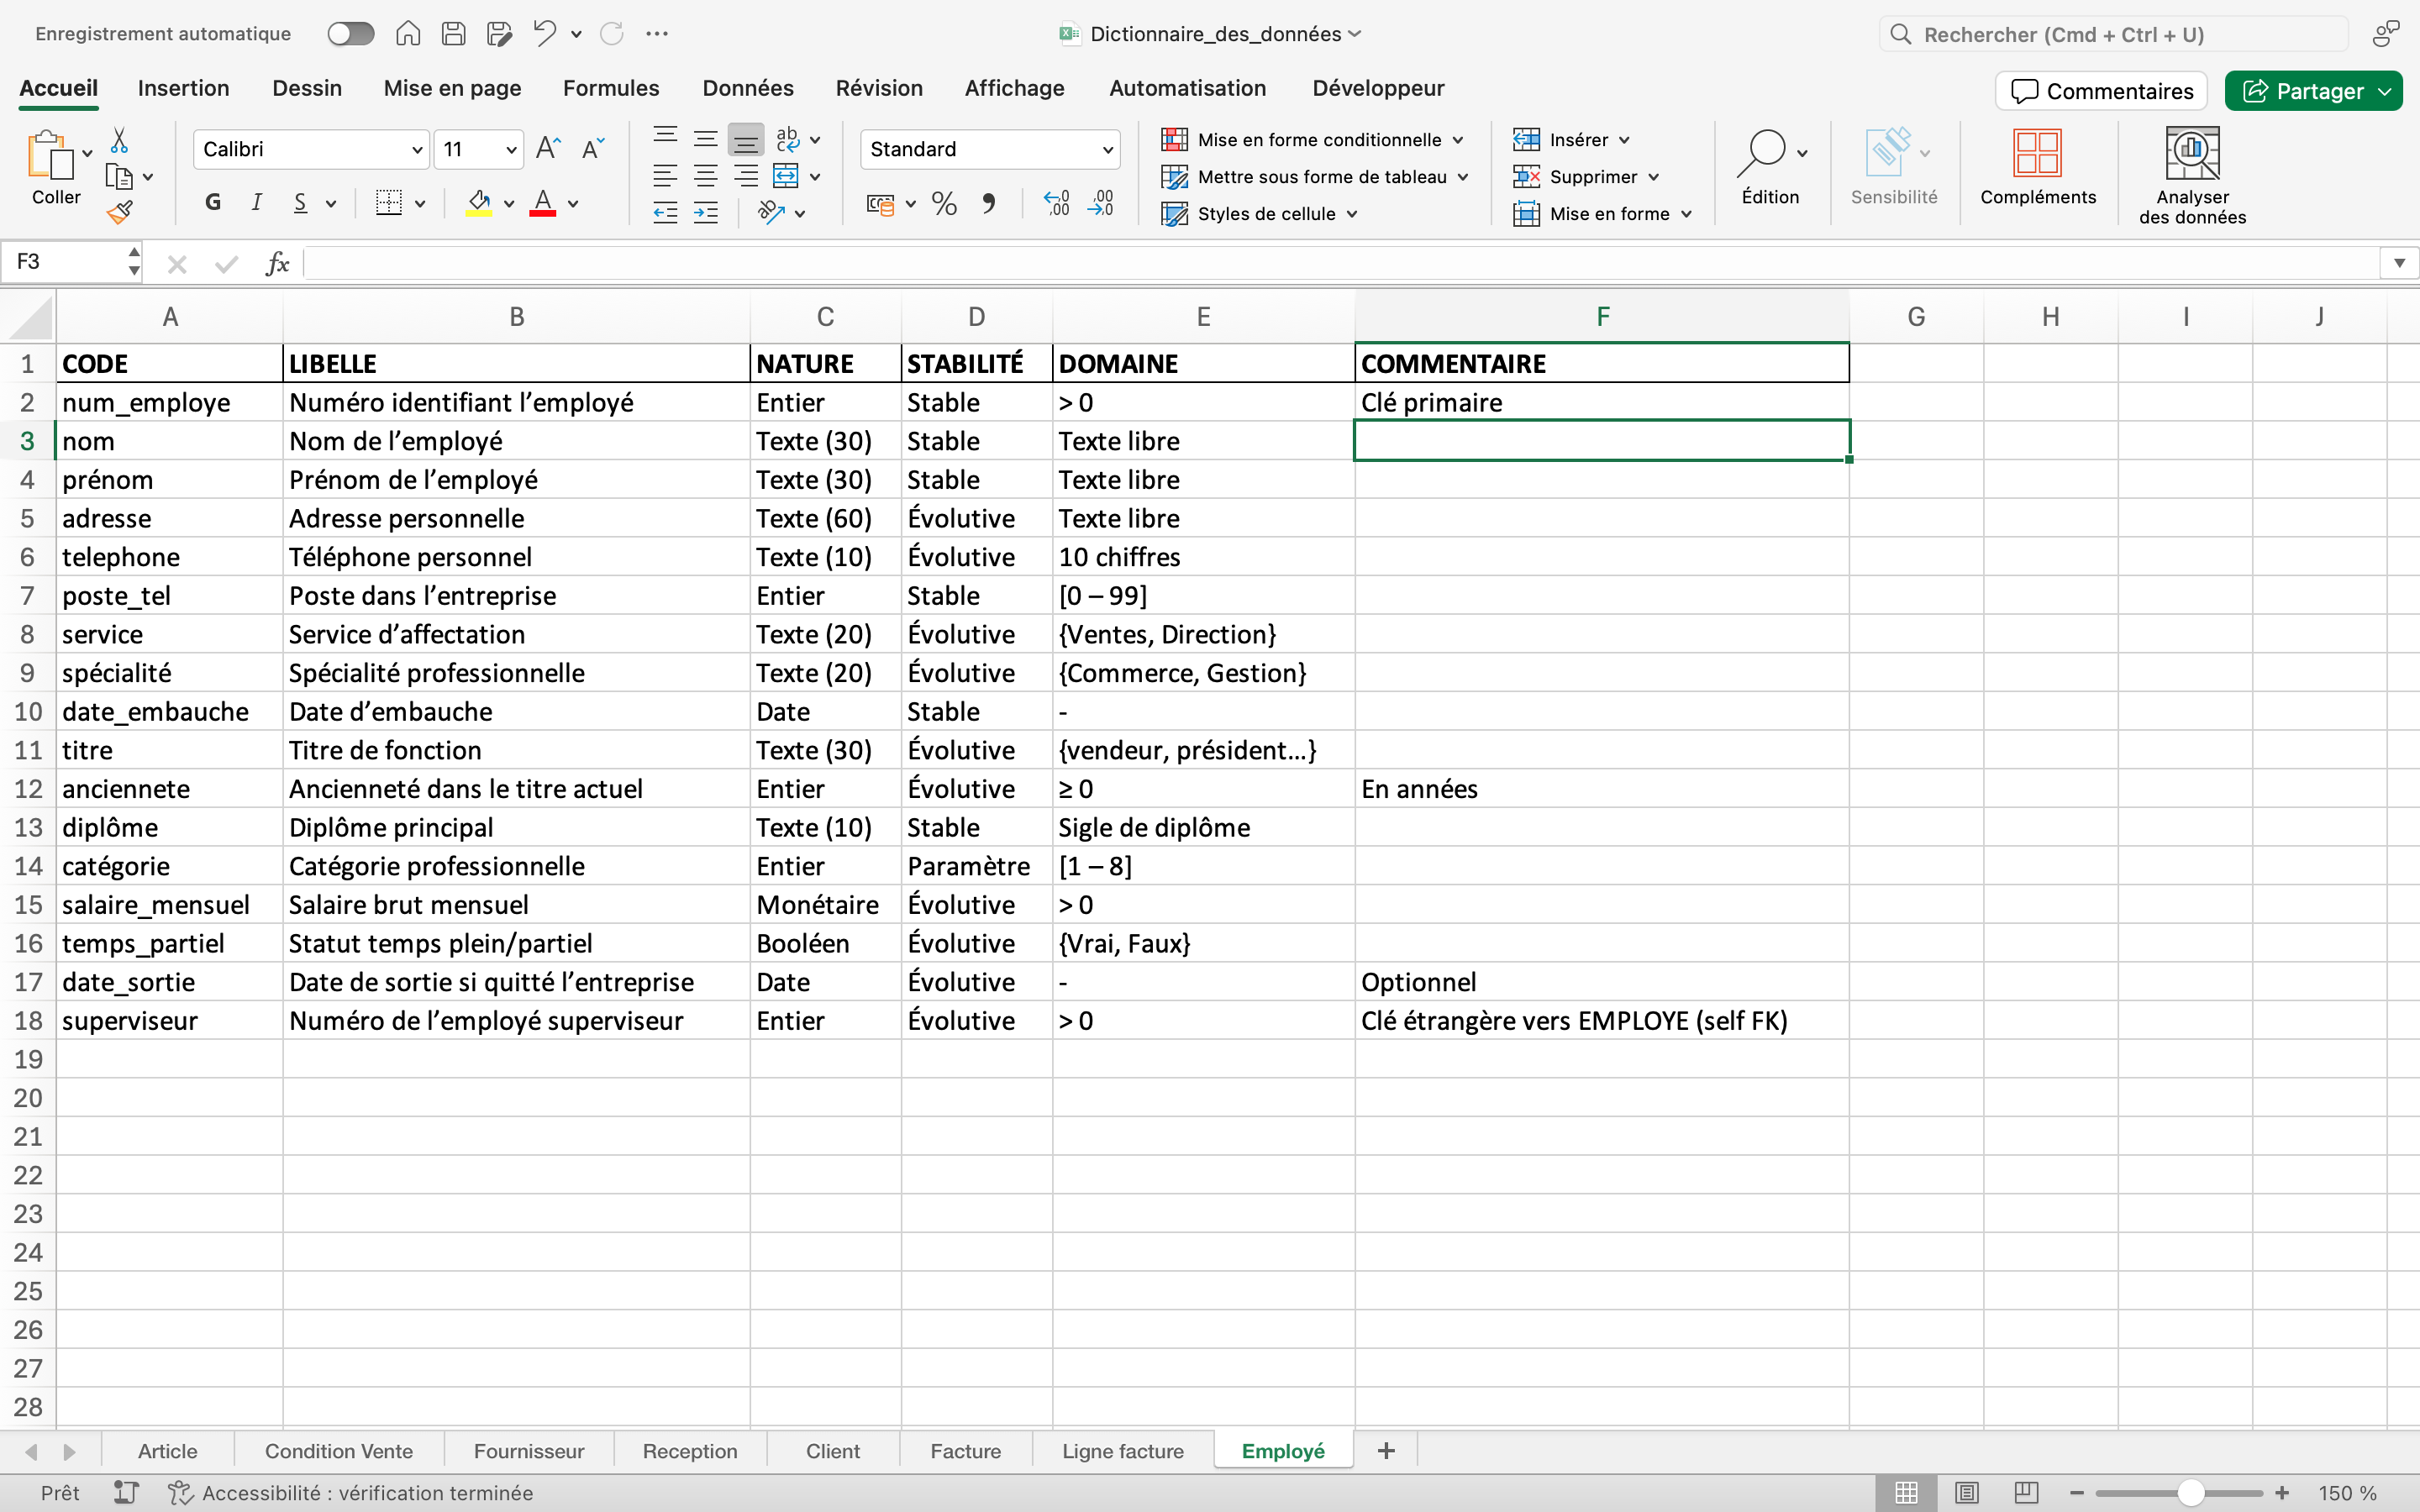 Enregistrement automatique
Dictionnaire_des_données
Rechercher (Cmd + Ctrl + U)
Accueil Insertion Dessin Mise en page Formules Données Révision Affichage Automatisation Développeur
Commentaires Partager
Coller
Calibri 11
G I S
Standard
Mise en forme conditionnelle
Mettre sous forme de tableau
Styles de cellule
Insérer
Supprimer
Mise en forme
Édition
Sensibilité
Compléments
Analyser
des données
F3 fx
A B C D E F G H I J
1 CODE LIBELLE NATURE STABILITÉ DOMAINE COMMENTAIRE
2 num_employe Numéro identifiant l’employé Entier Stable > 0 Clé primaire
3 nom Nom de l’employé Texte (30) Stable Texte libre
4 prénom Prénom de l’employé Texte (30) Stable Texte libre
5 adresse Adresse personnelle Texte (60) Évolutive Texte libre
6 telephone Téléphone personnel Texte (10) Évolutive 10 chiffres
7 poste_tel Poste dans l’entreprise Entier Stable [0 – 99]
8 service Service d’affectation Texte (20) Évolutive {Ventes, Direction}
9 spécialité Spécialité professionnelle Texte (20) Évolutive {Commerce, Gestion}
10 date_embauche Date d’embauche Date Stable -
11 titre Titre de fonction Texte (30) Évolutive {vendeur, président…}
12 anciennete Ancienneté dans le titre actuel Entier Évolutive ≥ 0 En années
13 diplôme Diplôme principal Texte (10) Stable Sigle de diplôme
14 catégorie Catégorie professionnelle Entier Paramètre [1 – 8]
15 salaire_mensuel Salaire brut mensuel Monétaire Évolutive > 0
16 temps_partiel Statut temps plein/partiel Booléen Évolutive {Vrai, Faux}
17 date_sortie Date de sortie si quitté l’entreprise Date Évolutive - Optionnel
18 superviseur Numéro de l’employé superviseur Entier Évolutive > 0 Clé étrangère vers EMPLOYE (self FK)
19
20
21
22
23
24
25
26
27
28
Article Condition Vente Fournisseur Reception Client Facture Ligne facture Employé +
Prêt Accessibilité : vérification terminée 150 %